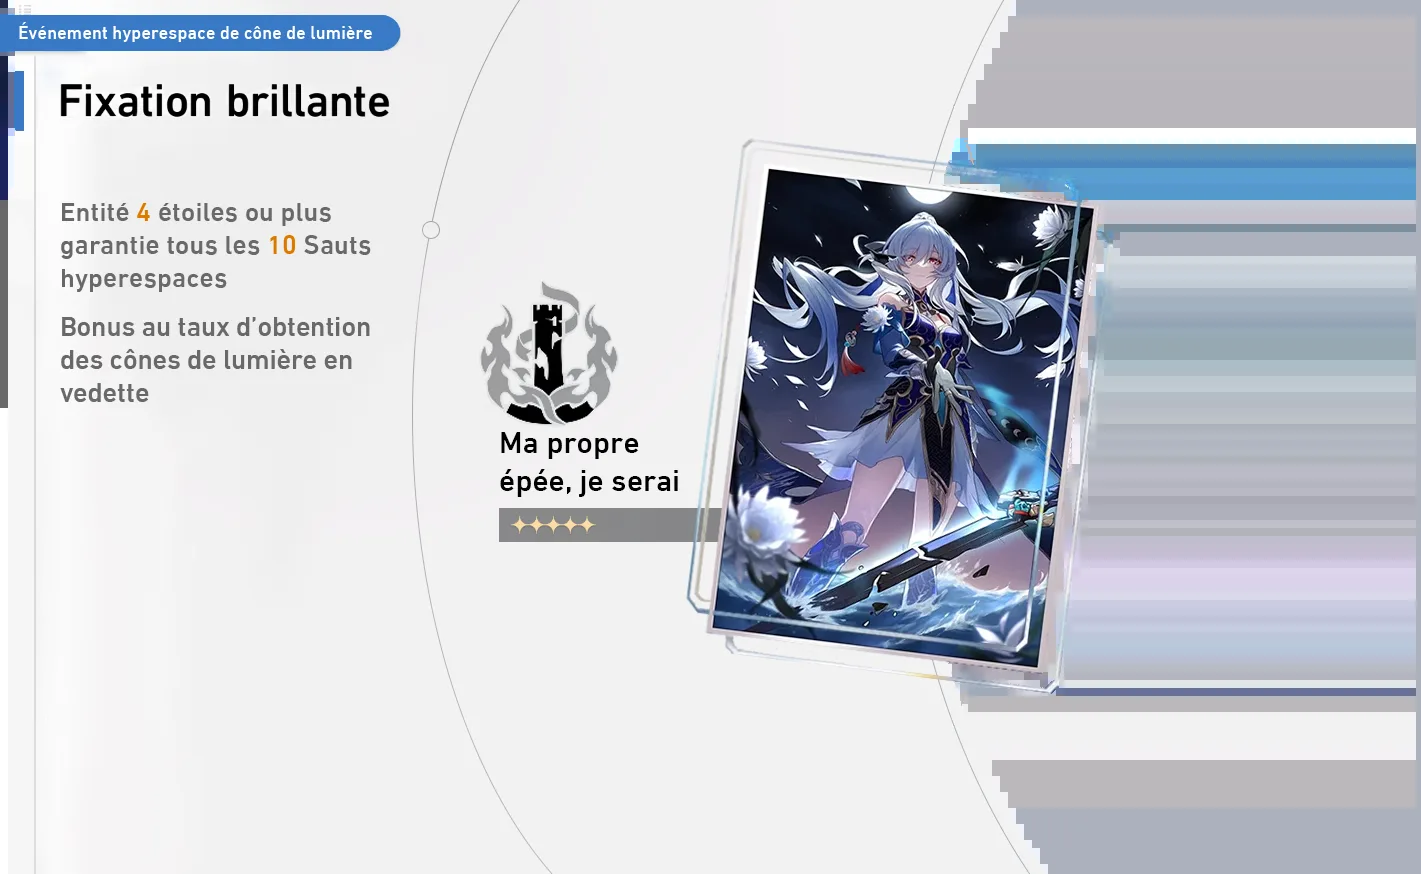 Événement hyperespace de cône de lumière
Fixation brillante
Entité 4 étoiles ou plus
garantie tous les 10 Sauts
hyperespaces
Bonus au taux d'obtention
des cônes de lumière en
vedette
Ma propre
épée, je serai